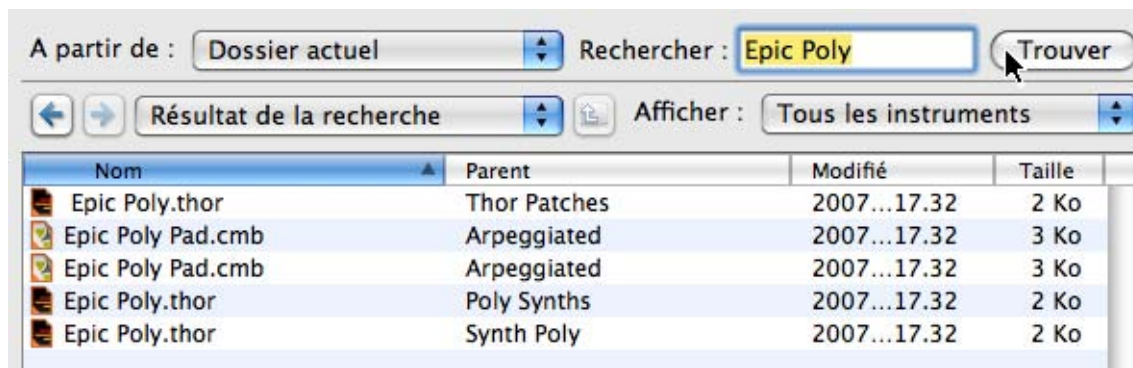 A partir de : Dossier actuel Rechercher : Epic Poly Trouver
Résultat de la recherche Afficher : Tous les instruments
Nom Parent Modifié Taille
Epic Poly.thor Thor Patches 2007...17.32 2 Ko
Epic Poly Pad.cmb Arpeggiated 2007...17.32 3 Ko
Epic Poly Pad.cmb Arpeggiated 2007...17.32 3 Ko
Epic Poly.thor Poly Synths 2007...17.32 2 Ko
Epic Poly.thor Synth Poly 2007...17.32 2 Ko